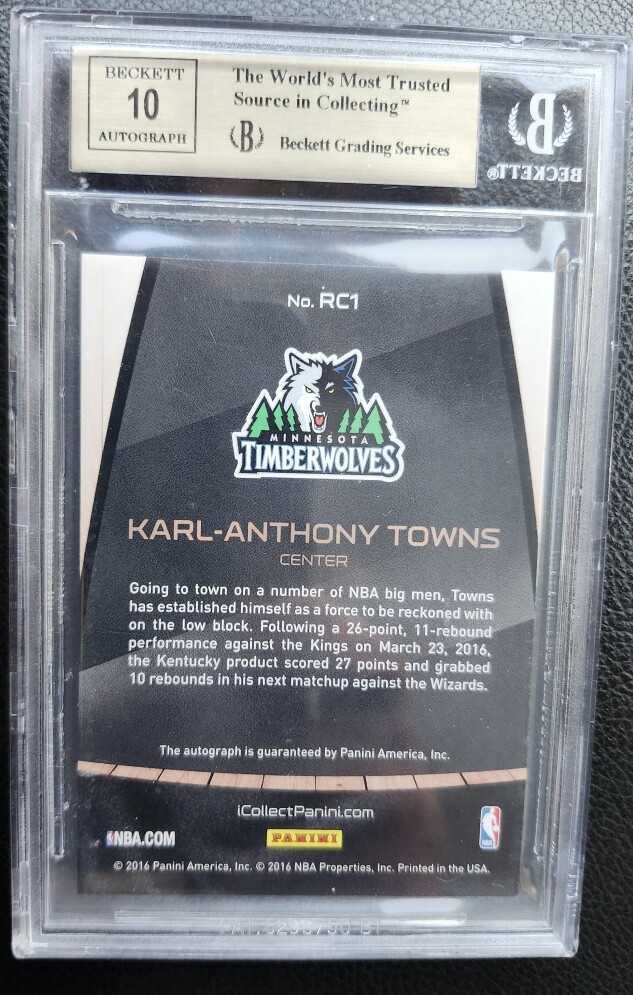 BECKETT
10
AUTOGRAPH
The World's Most Trusted
Source in Collecting™
B
Beckett Grading Services
B
BECKETT®
No. RC1
MINNESOTA
TIMBERWOLVES
KARL-ANTHONY TOWNS
CENTER
Going to town on a number of NBA big men, Towns
has established himself as a force to be reckoned with
on the low block. Following a 26-point, 11-rebound
performance against the Kings on March 23, 2016,
the Kentucky product scored 27 points and grabbed
10 rebounds in his next matchup against the Wizards.
The autograph is guaranteed by Panini America, Inc.
iCollectPanini.com
NBA.COM
PANINI
NBA
© 2016 Panini America, Inc. © 2016 NBA Properties, Inc. Printed in the USA.